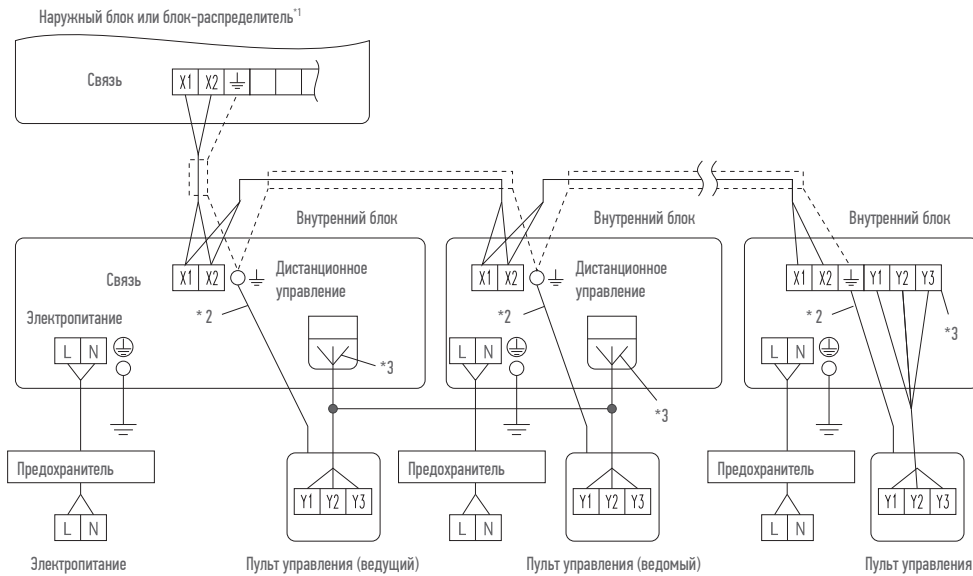 Наружный блок или блок-распределитель*1
Связь
X1 X2
Внутренний блок
Внутренний блок
Внутренний блок
Связь
X1 X2
Дистанционное
управление
X1 X2
Дистанционное
управление
X1 X2 Y1 Y2 Y3
* 2
*2
* 2
*3
Электропитание
L N
*3
L N
*3
L N
Предохранитель
Предохранитель
Предохранитель
Y1 Y2 Y3
Y1 Y2 Y3
Y1 Y2 Y3
L N
L N
L N
Электропитание
Пульт управления (ведущий)
Пульт управления (ведомый)
Пульт управления